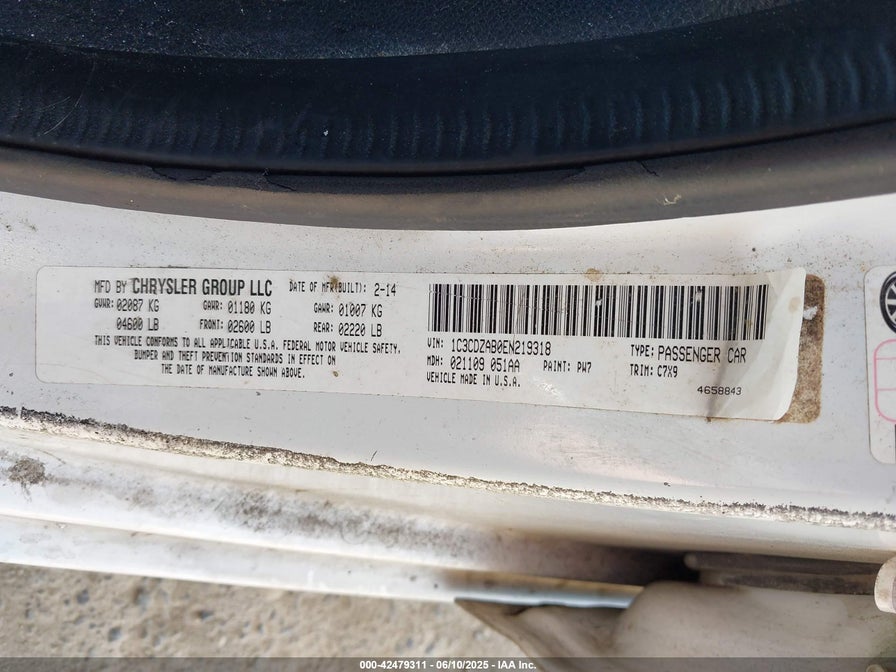 MFD BY CHRYSLER GROUP LLC DATE OF MFR(BUILT): 2-14
GVWR: 02087 KG GAWR: 01180 KG GAWR: 01007 KG
04600 LB FRONT: 02600 LB REAR: 02220 LB
THIS VEHICLE CONFORMS TO ALL APPLICABLE U.S.A. FEDERAL MOTOR VEHICLE SAFETY,
BUMPER AND THEFT PREVENTION STANDARDS IN EFFECT ON
THE DATE OF MANUFACTURE SHOWN ABOVE.
VIN: 1C3CDZAB0EN219318 TYPE: PASSENGER CAR
MDH: 021109 051AA PAINT: PW7 TRIM: C7X9
VEHICLE MADE IN U.S.A.
4658843
000-42479311 - 06/10/2025 - IAA Inc.